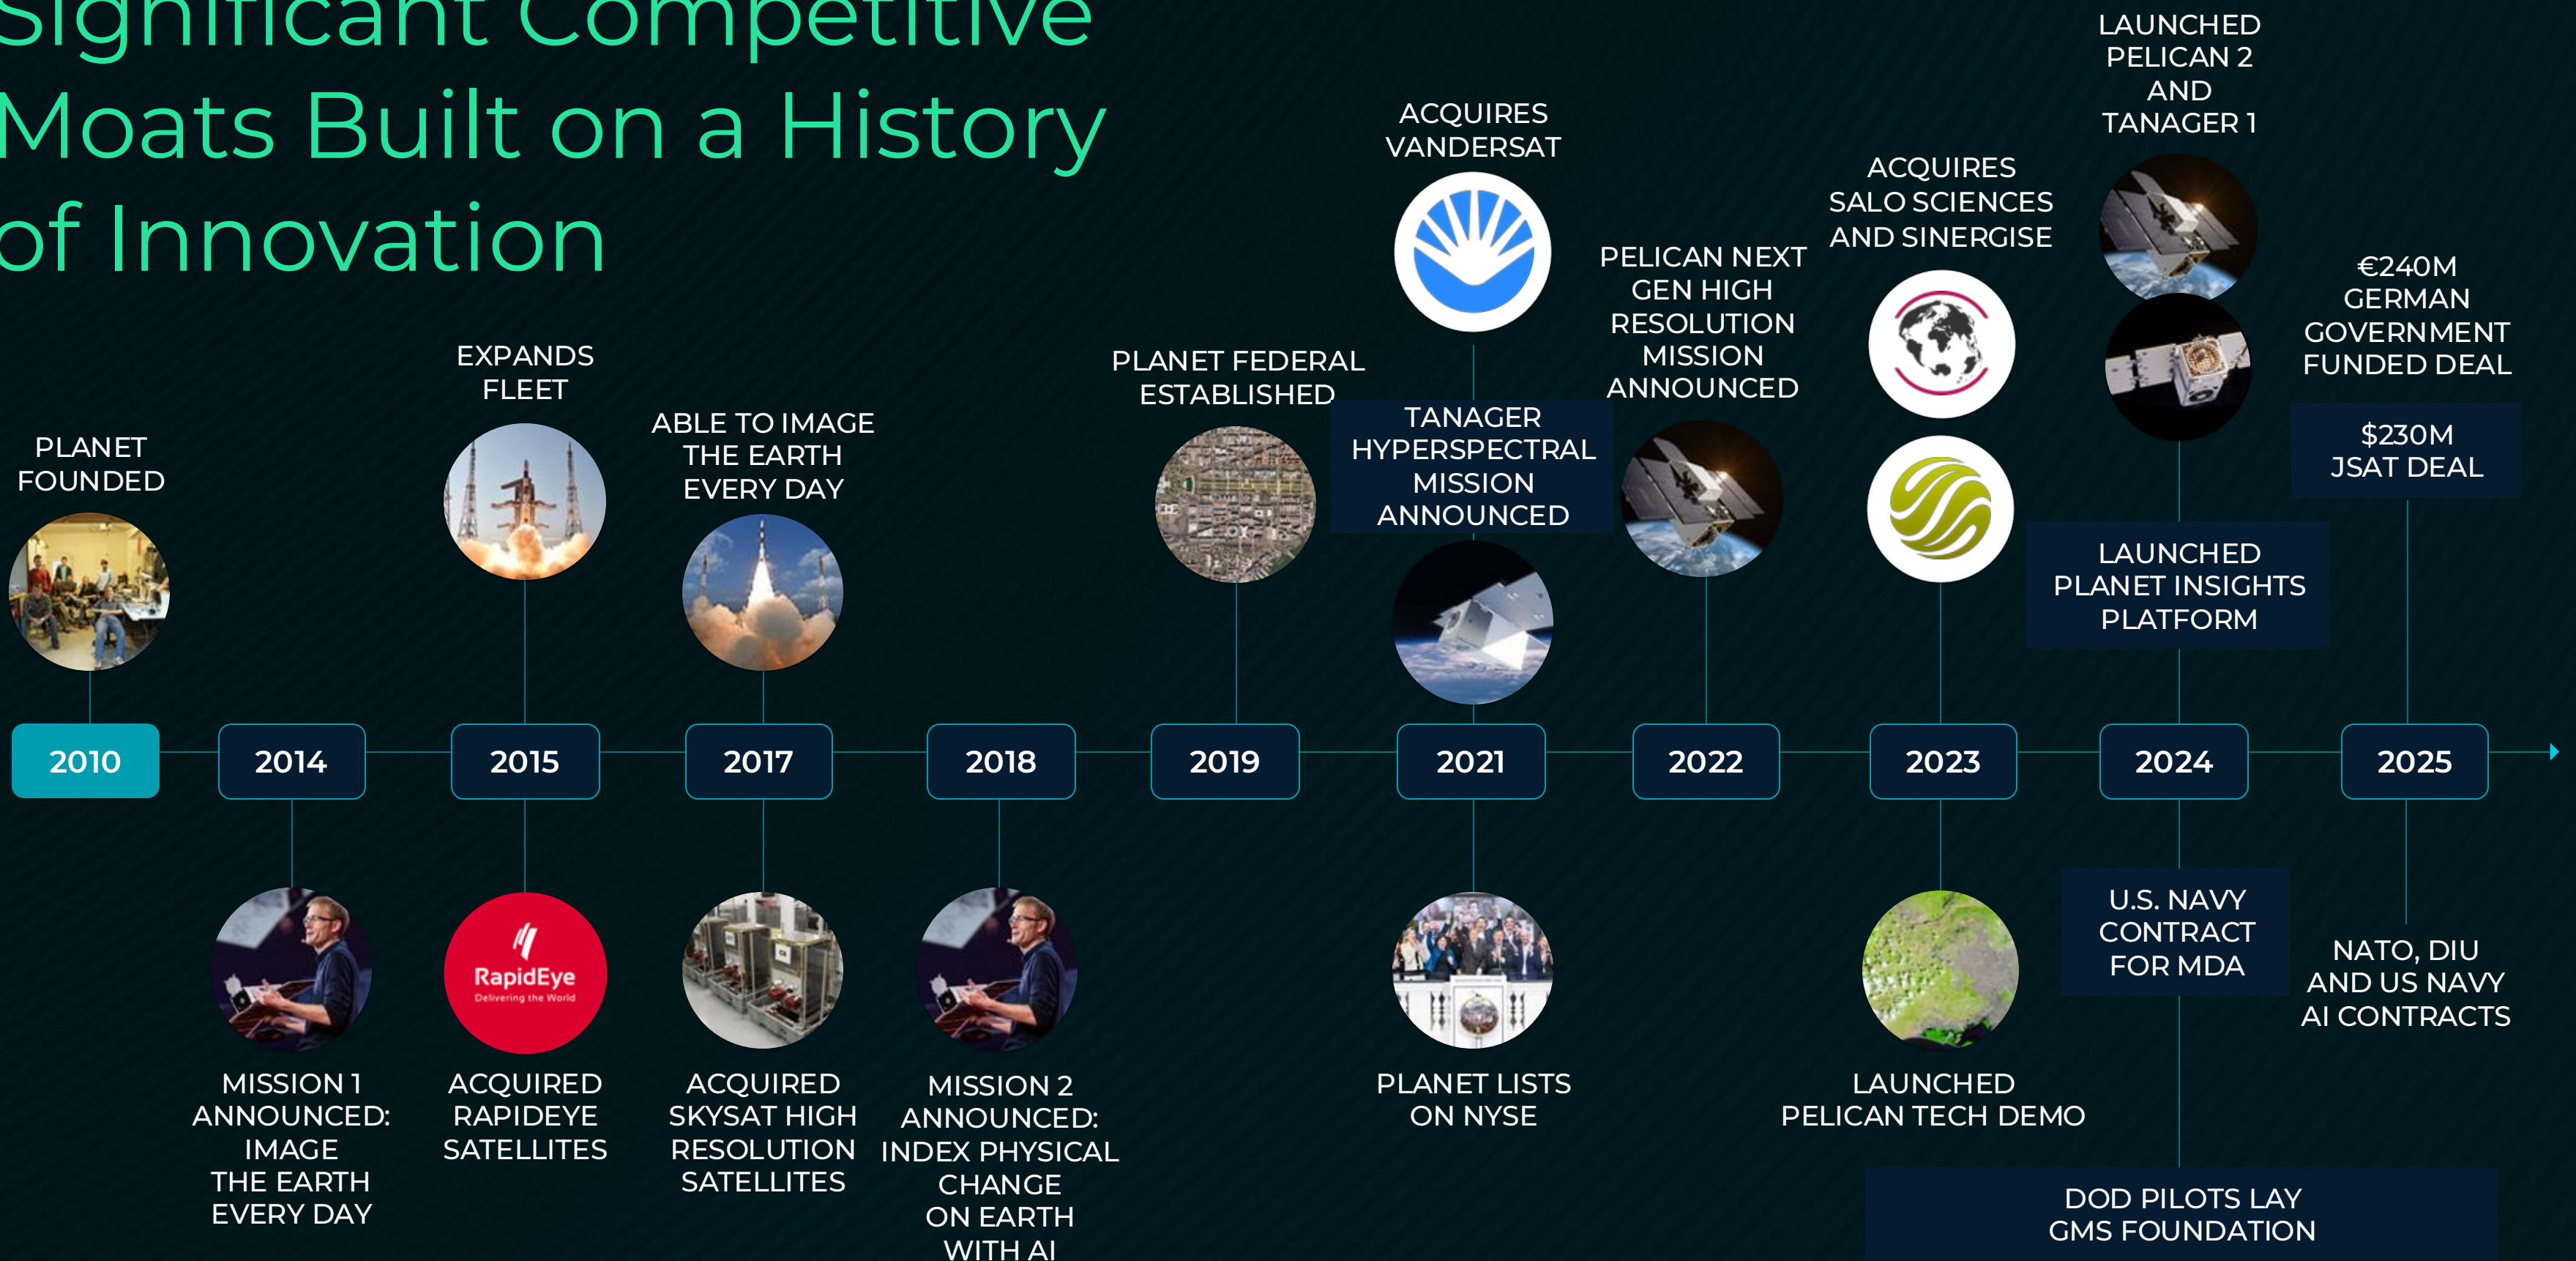 Significant Competitive
Moats Built on a History
of Innovation
PLANET
FOUNDED
EXPANDS
FLEET
ABLE TO IMAGE
THE EARTH
EVERY DAY
PLANET FEDERAL
ESTABLISHED
ACQUIRES
VANDERSAT
TANAGER
HYPERSPECTRAL
MISSION
ANNOUNCED
PELICAN NEXT
GEN HIGH
RESOLUTION
MISSION
ANNOUNCED
ACQUIRES
SALO SCIENCES
AND SINERGISE
LAUNCHED
PELICAN 2
AND
TANAGER 1
LAUNCHED
PLANET INSIGHTS
PLATFORM
€240M
GERMAN
GOVERNMENT
FUNDED DEAL
$230M
JSAT DEAL
2010
2014
2015
2017
2018
2019
2021
2022
2023
2024
2025
MISSION 1
ANNOUNCED:
IMAGE
THE EARTH
EVERY DAY
RapidEye
Delivering the World
ACQUIRED
RAPIDEYE
SATELLITES
ACQUIRED
SKYSAT HIGH
RESOLUTION
SATELLITES
MISSION 2
ANNOUNCED:
INDEX PHYSICAL
CHANGE
ON EARTH
WITH AI
PLANET LISTS
ON NYSE
LAUNCHED
PELICAN TECH DEMO
U.S. NAVY
CONTRACT
FOR MDA
DOD PILOTS LAY
GMS FOUNDATION
NATO, DIU
AND US NAVY
AI CONTRACTS